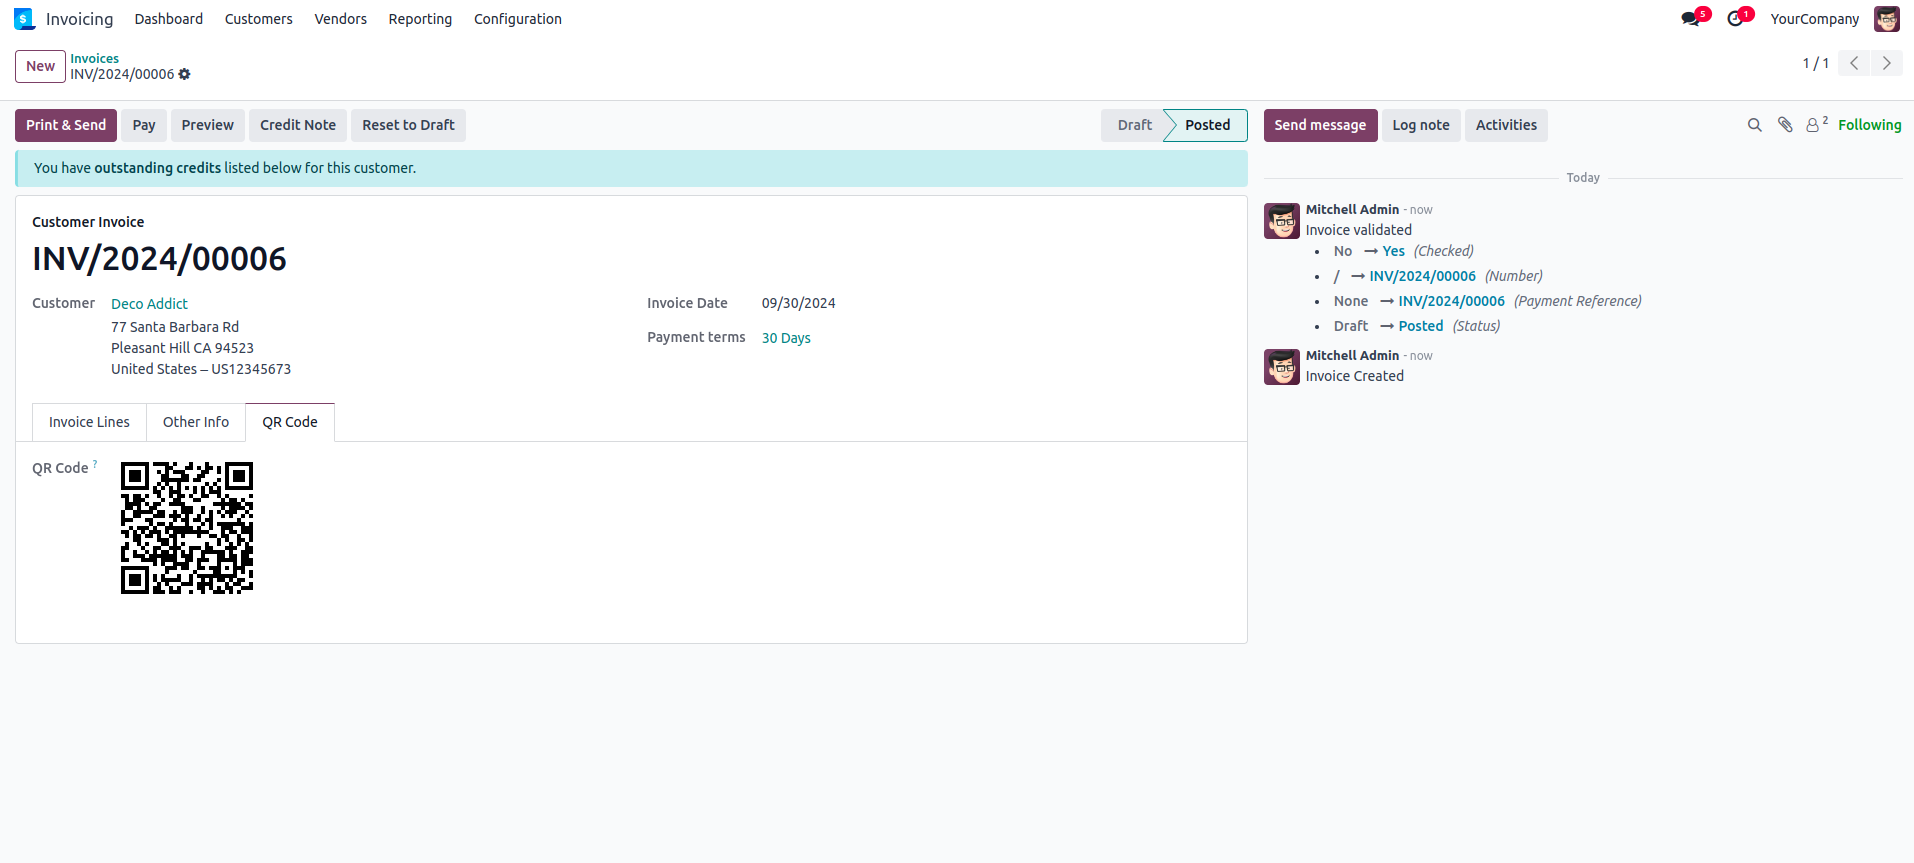 Invoicing Dashboard Customers Vendors Reporting Configuration 5 1 YourCompany
New Invoices
INV/2024/00006
1 / 1
Print & Send Pay Preview Credit Note Reset to Draft Draft Posted
Send message Log note Activities 2 Following
You have outstanding credits listed below for this customer.
Customer Invoice
INV/2024/00006
Customer Deco Addict
77 Santa Barbara Rd
Pleasant Hill CA 94523
United States – US12345673
Invoice Date 09/30/2024
Payment terms 30 Days
Invoice Lines Other Info QR Code
QR Code ?
Today
Mitchell Admin - now
Invoice validated
No → Yes (Checked)
/ → INV/2024/00006 (Number)
None → INV/2024/00006 (Payment Reference)
Draft → Posted (Status)
Mitchell Admin - now
Invoice Created